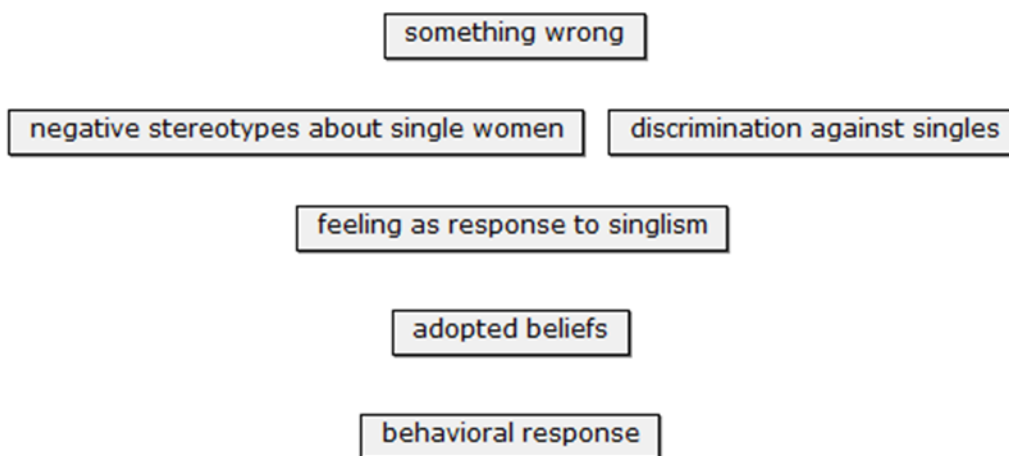 something wrong
negative stereotypes about single women
discrimination against singles
feeling as response to singlism
adopted beliefs
behavioral response